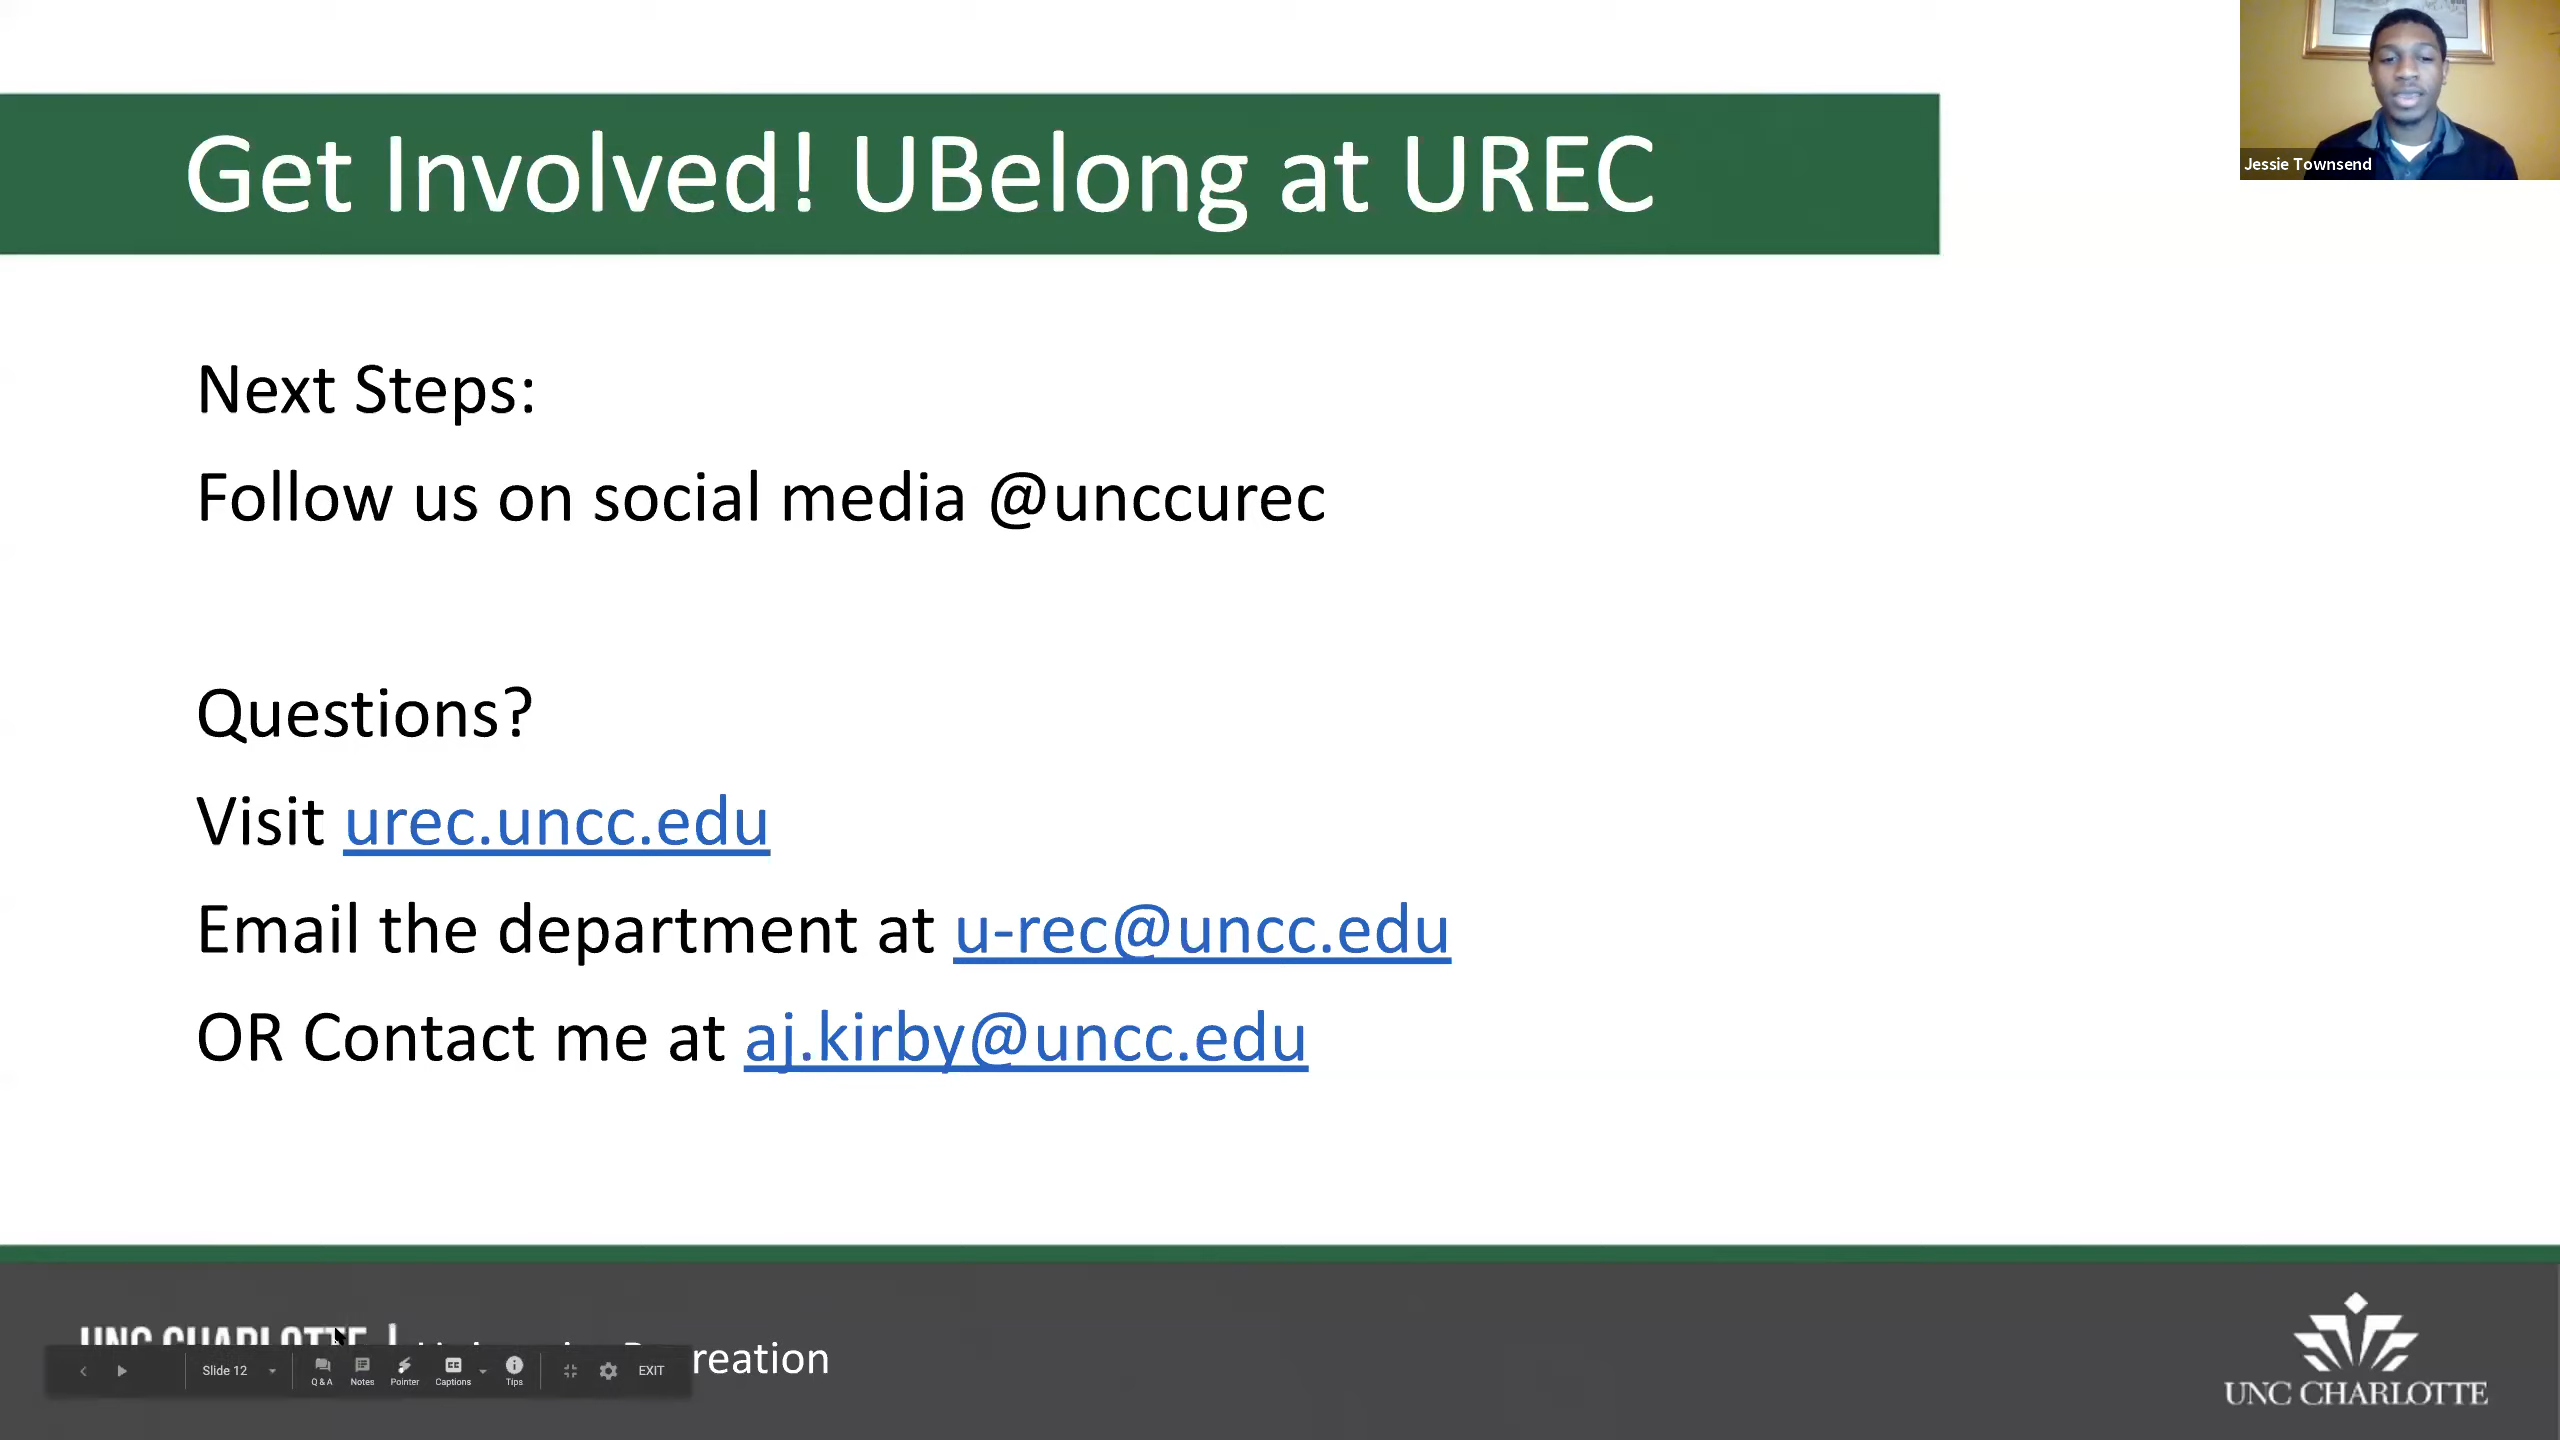 Get Involved! UBelong at UREC
Jessie Townsend
Next Steps:
Follow us on social media @unccurec
Questions?
Visit urec.uncc.edu
Email the department at u-rec@uncc.edu
OR Contact me at aj.kirby@uncc.edu
UNC CHARLOTTE
reation
Slide 12
Q & A
Notes
Pointer
Captions
Tips
EXIT
UNC CHARLOTTE